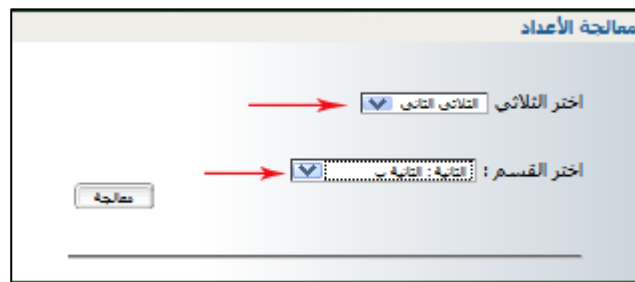 معالجة الأعداد
اختر الثلاثي الثلاثي الثاني
اختر القسم : الثانية : الثانية ب
معالجة